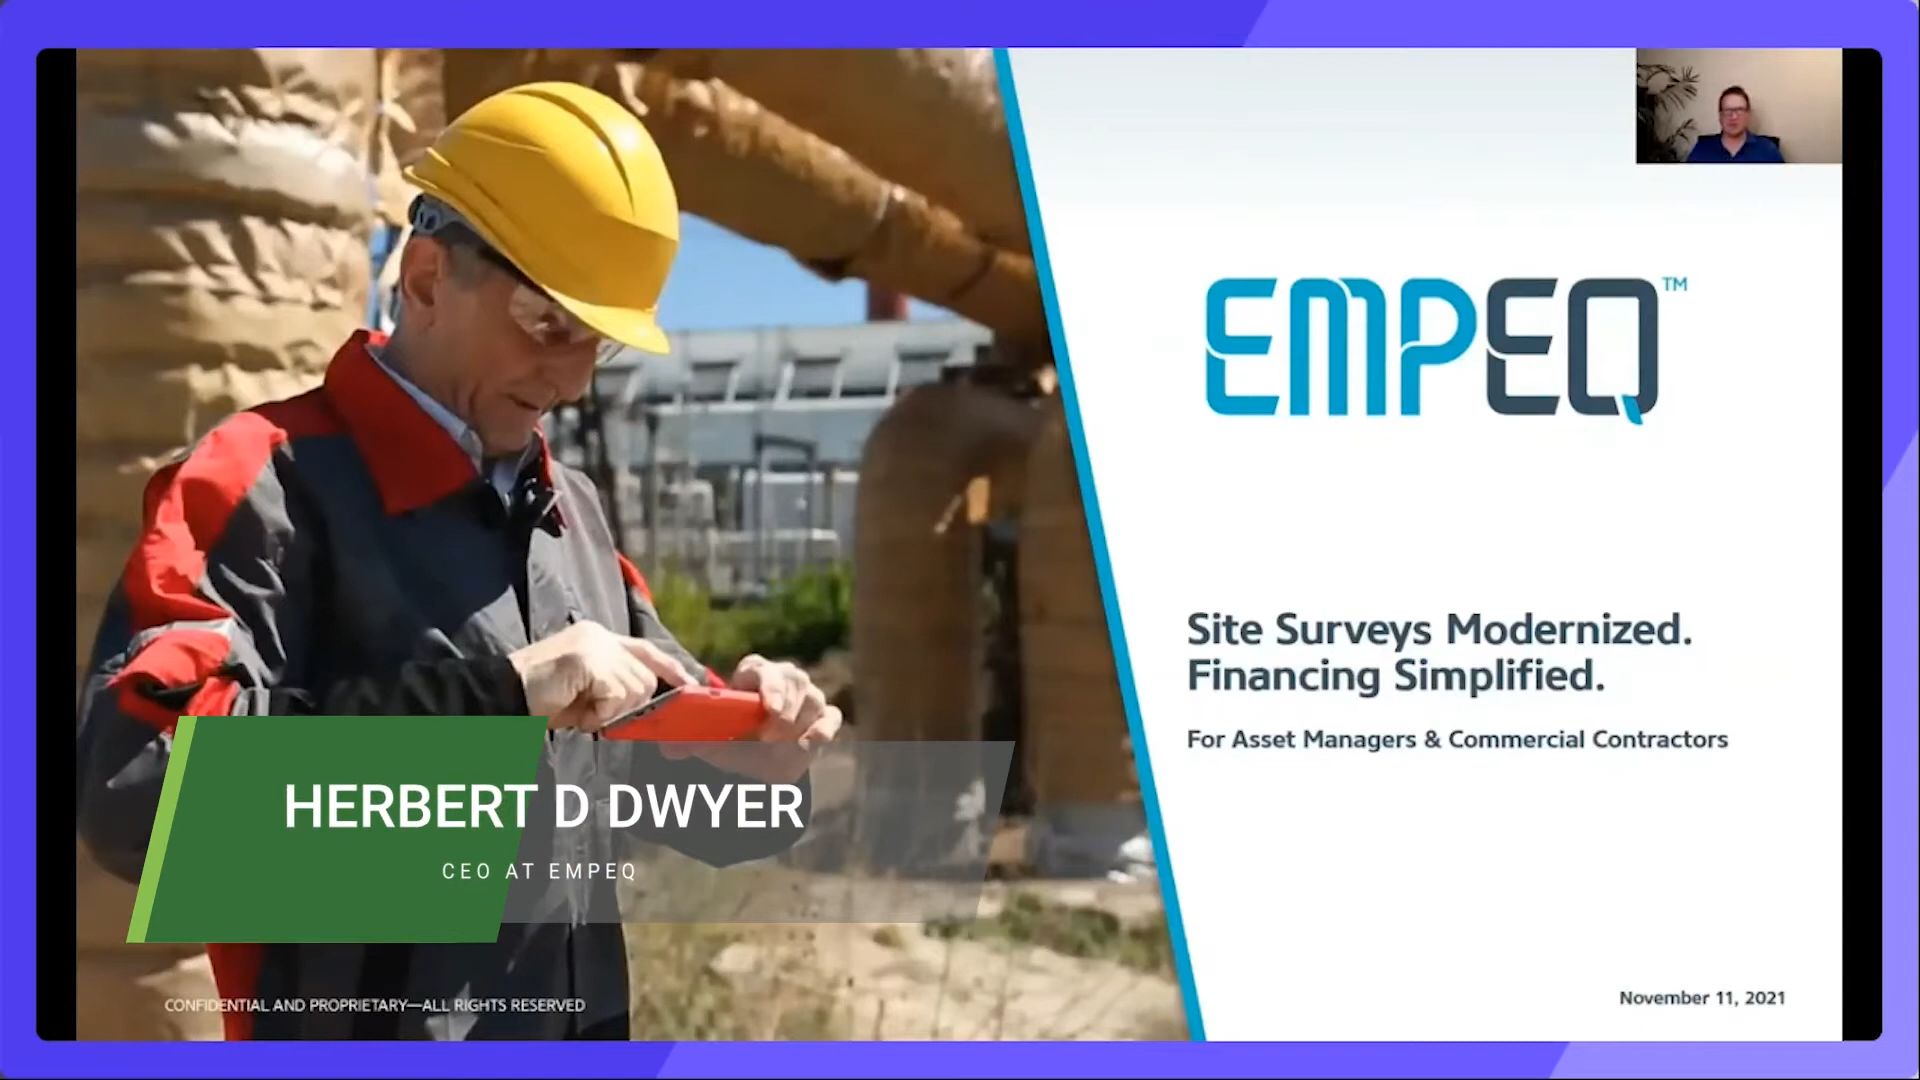 EMPEQ™
Site Surveys Modernized.
Financing Simplified.
For Asset Managers & Commercial Contractors
HERBERT D DWYER
CEO AT EMPEQ
CONFIDENTIAL AND PROPRIETARY—ALL RIGHTS RESERVED
November 11, 2021